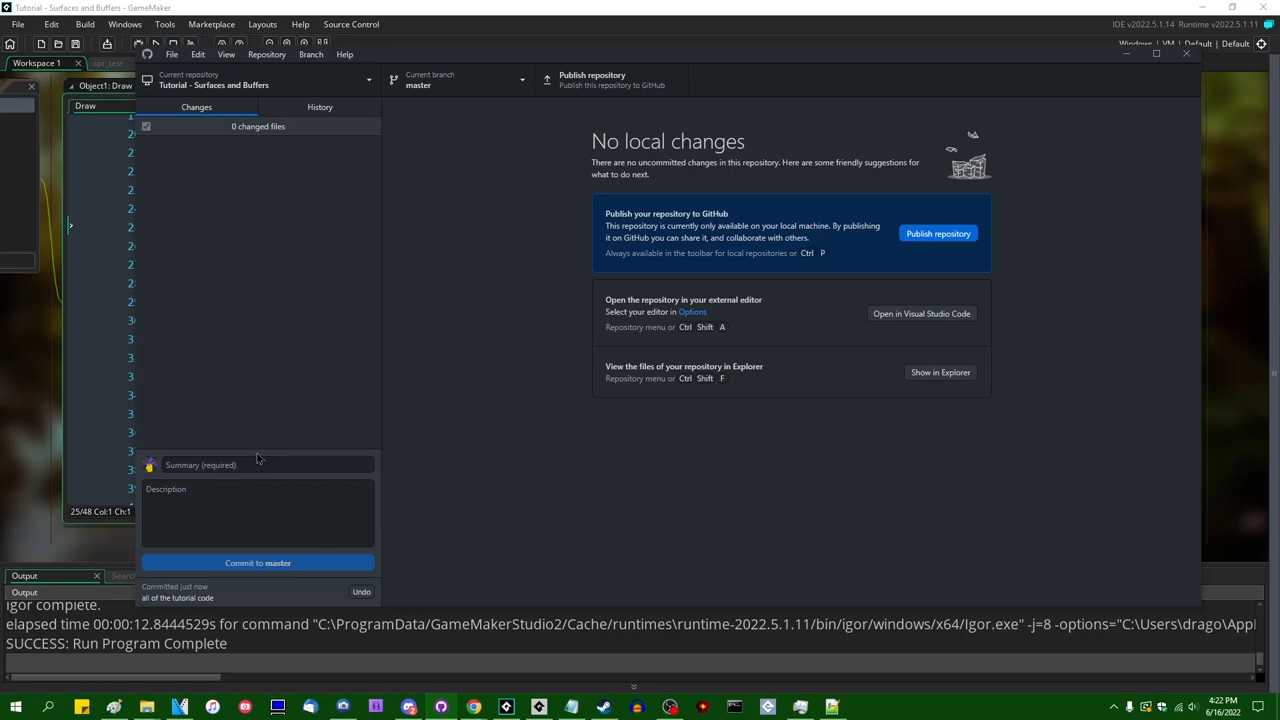 Tutorial - Surfaces and Buffers - GameMaker
File Edit Build Windows Tools Marketplace Layouts Help Source Control
IDE v2022.5.1.14 Runtime v2022.5.1.11
Windows | VM | Default | Default
Workspace 1
spr_test
Object1: Draw
Draw
File Edit View Repository Branch Help
Current repository
Tutorial - Surfaces and Buffers
Current branch
master
Publish repository
Publish this repository to GitHub
Changes
History
0 changed files
No local changes
There are no uncommitted changes in this repository. Here are some friendly suggestions for
what to do next.
Publish your repository to GitHub
This repository is only available on your local machine. By publishing
it on GitHub you can share it, and collaborate with others.
Always available in the toolbar for local repositories or Ctrl P
Publish repository
Open the repository in your external editor
Select your editor in Options
Repository menu or Ctrl Shift A
Open in Visual Studio Code
View the files of your repository in Explorer
Repository menu or Ctrl Shift F
Show in Explorer
Summary (required)
Description
Commit to master
Committed just now
all of the tutorial code
Undo
25/48 Col:1 Ch:1
Output
Search
Output
Igor complete.
elapsed time 00:00:12.8444529s for command "C:\ProgramData/GameMakerStudio2/Cache/runtimes\runtime-2022.5.1.11/bin/igor/windows/x64/Igor.exe" -j=8 -options="C:\Users\drago\AppI
SUCCESS: Run Program Complete
4:22 PM
6/16/2022